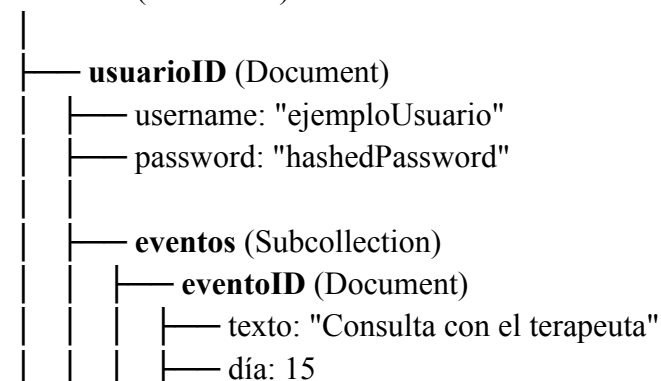 usuarioID (Document)
username: "ejemploUsuario"
password: "hashedPassword"
eventos (Subcollection)
eventoID (Document)
texto: "Consulta con el terapeuta"
día: 15